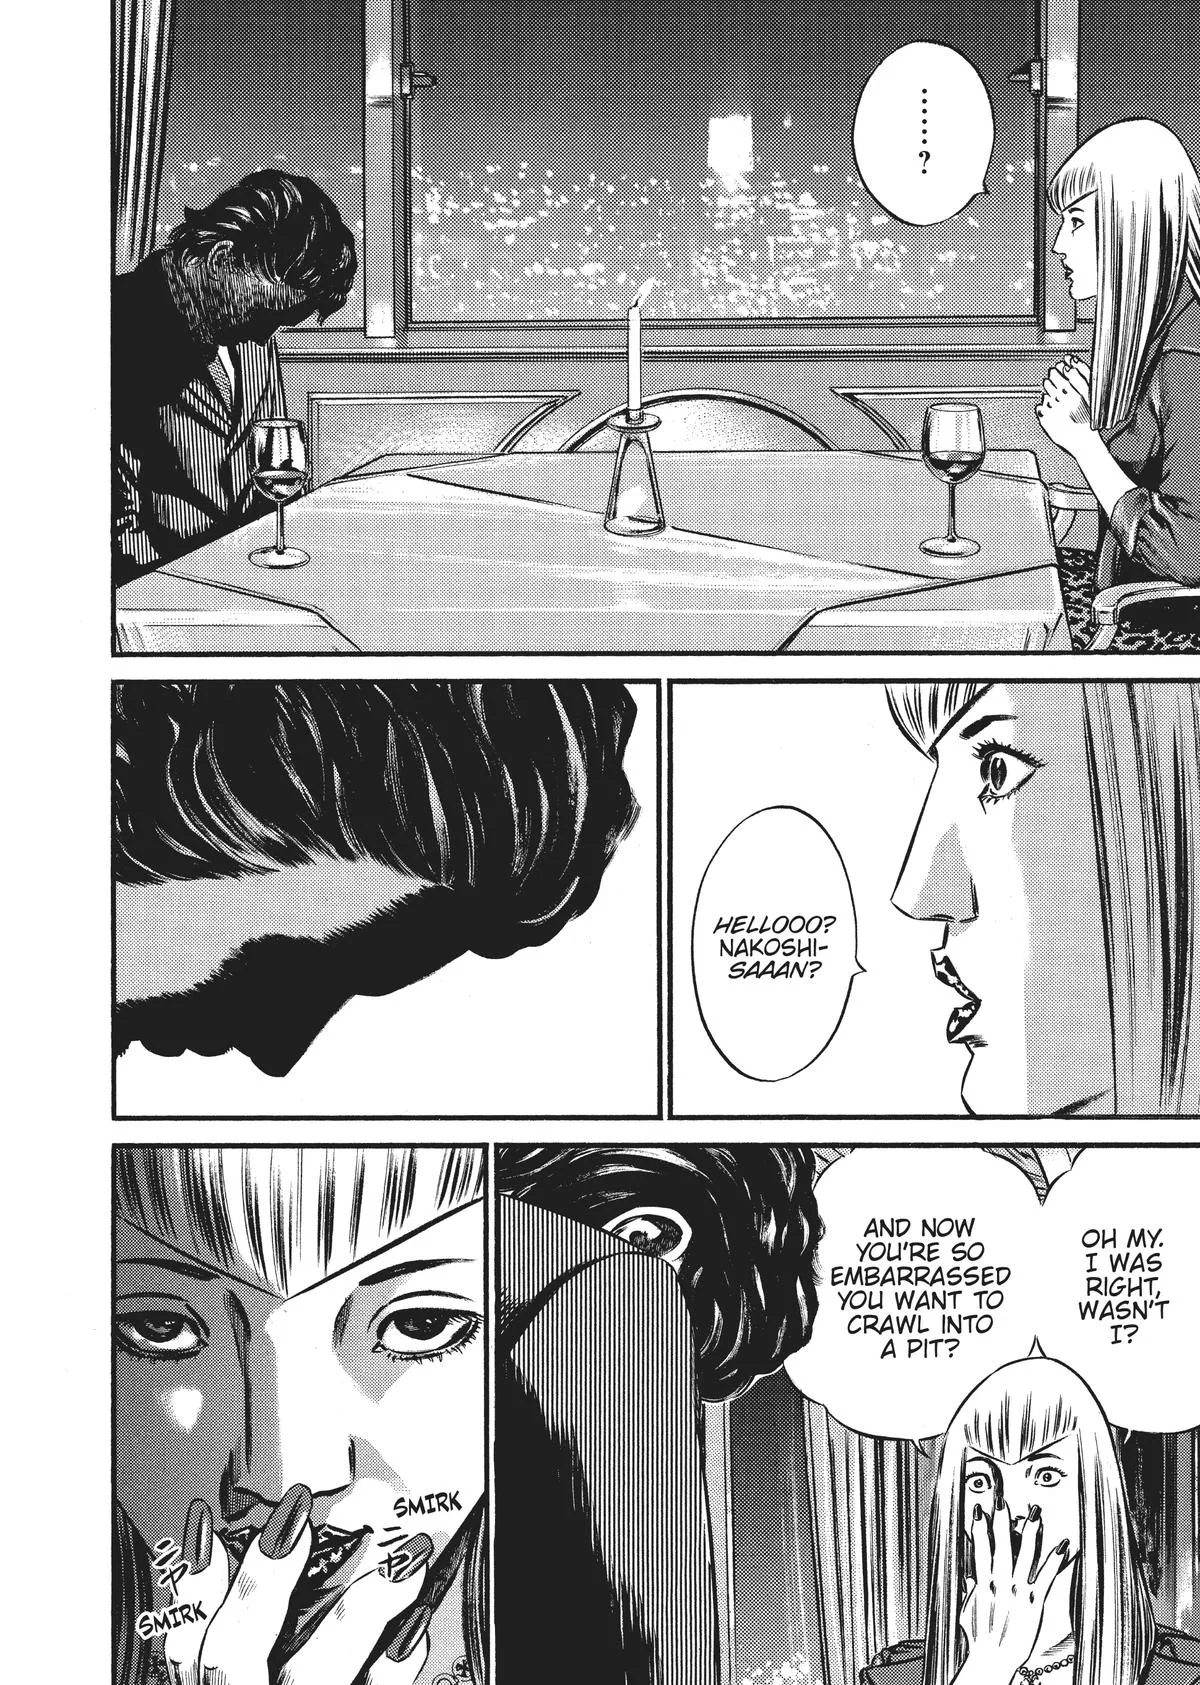 ………?
HELLOOO?
NAKOSHI-
SAAAN?
OH MY.
I WAS
RIGHT,
WASN'T
I?
AND NOW
YOU'RE SO
EMBARRASSED
YOU WANT TO
CRAWL INTO
A PIT?
SMIRK
ニヤ
ニヤ
SMIRK